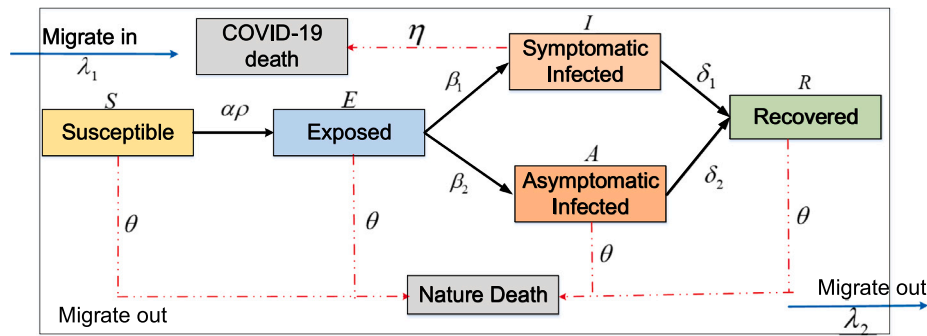 Migrate in
λ₁
COVID-19
death
η
I
Symptomatic
Infected
S
Susceptible
αρ
E
Exposed
β₁
β₂
δ₁
δ₂
R
Recovered
A
Asymptomatic
Infected
θ
θ
θ
θ
Nature Death
Migrate out
Migrate out
λ₂